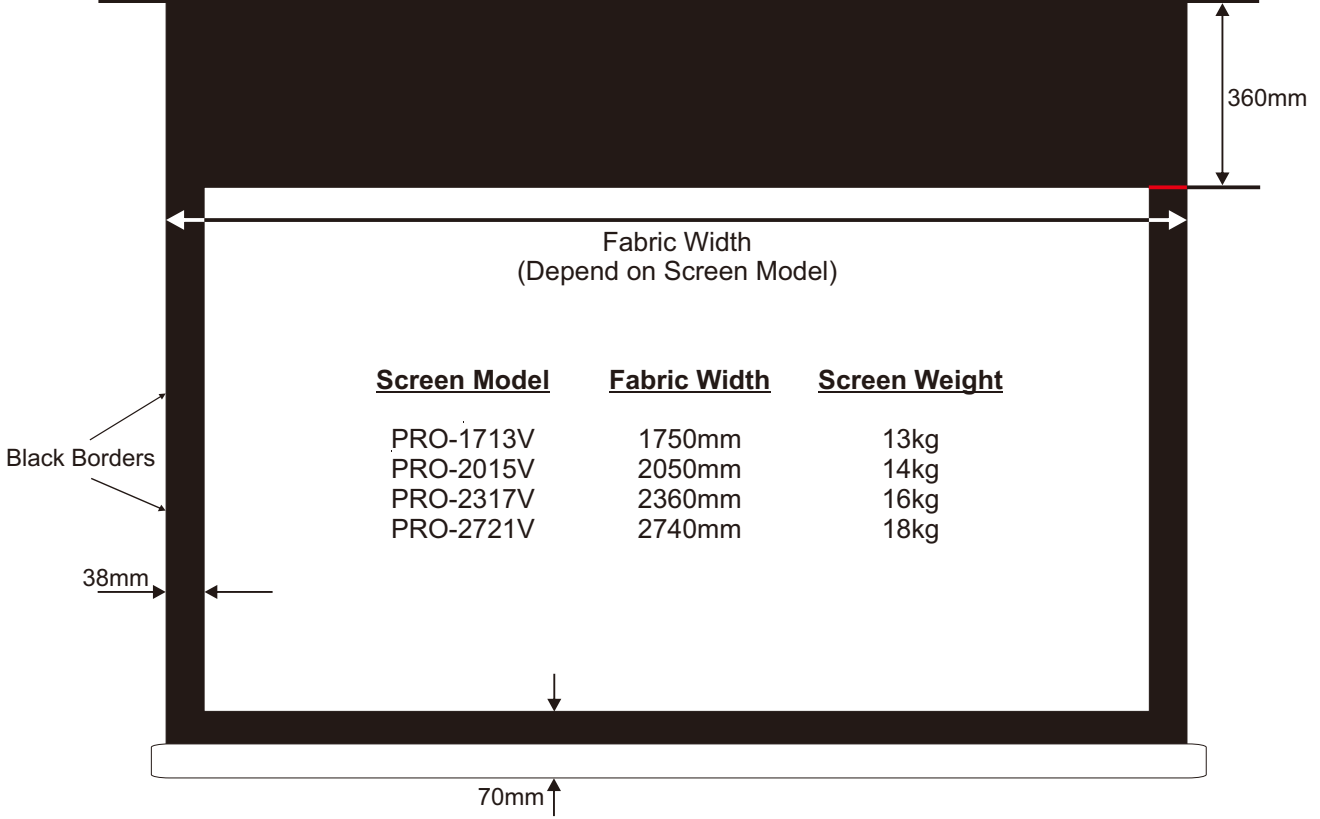 360mm
Fabric Width
(Depend on Screen Model)
Screen Model Fabric Width Screen Weight
PRO-1713V 1750mm 13kg
PRO-2015V 2050mm 14kg
PRO-2317V 2360mm 16kg
PRO-2721V 2740mm 18kg
Black Borders
38mm
70mm